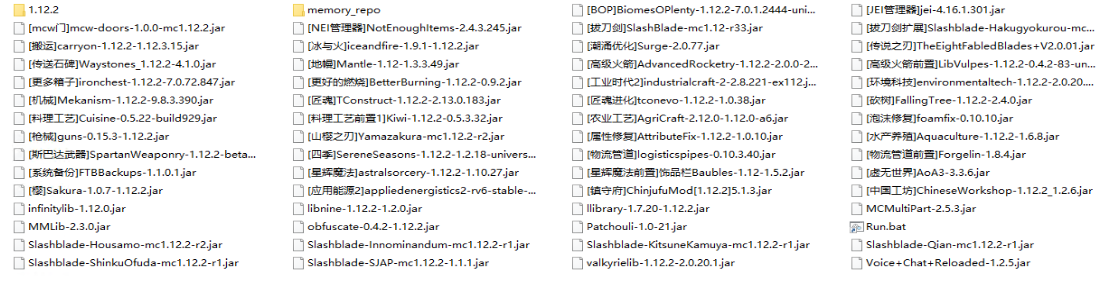 1.12.2
memory_repo
[BOP]BiomesOPlenty-1.12.2-7.0.1.2444-uni...
[JEI管理器]jei-4.16.1.301.jar
[mcw门]mcw-doors-1.0.0-mc1.12.2.jar
[NEI管理器]NotEnoughItems-2.4.3.245.jar
[拔刀剑]SlashBlade-mc1.12-r33.jar
[拔刀剑扩展]Slashblade-Hakugyokurou-mc...
[搬运]carryon-1.12.2-1.12.3.15.jar
[冰与火]iceandfire-1.9.1-1.12.2.jar
[潮涌优化]Surge-2.0.77.jar
[传说之刃]TheEightFabledBlades+V2.0.01.jar
[传送石碑]Waystones_1.12.2-4.1.0.jar
[地幔]Mantle-1.12-1.3.3.49.jar
[高级火箭]AdvancedRocketry-1.12.2-2.0.0-2...
[高级火箭前置]LibVulpes-1.12.2-0.4.2-83-un...
[更多箱子]ironchest-1.12.2-7.0.72.847.jar
[更好的燃烧]BetterBurning-1.12.2-0.9.2.jar
[工业时代2]industrialcraft-2-2.8.221-ex112.j...
[环境科技]environmentaltech-1.12.2-2.0.20....
[机械]Mekanism-1.12.2-9.8.3.390.jar
[匠魂]TConstruct-1.12.2-2.13.0.183.jar
[匠魂进化]tconevo-1.12.2-1.0.38.jar
[砍树]FallingTree-1.12.2-2.4.0.jar
[料理工艺]Cuisine-0.5.22-build929.jar
[料理工艺前置1]Kiwi-1.12.2-0.5.3.32.jar
[农业工艺]AgriCraft-2.12.0-1.12.0-a6.jar
[泡沫修复]foamfix-0.10.10.jar
[枪械]guns-0.15.3-1.12.2.jar
[山樱之刃]Yamazakura-mc1.12.2-r2.jar
[属性修复]AttributeFix-1.12.2-1.0.10.jar
[水产养殖]Aquaculture-1.12.2-1.6.8.jar
[斯巴达武器]SpartanWeaponry-1.12.2-beta...
[四季]SereneSeasons-1.12.2-1.2.18-univers...
[物流管道]logisticspipes-0.10.3.40.jar
[物流管道前置]Forgelin-1.8.4.jar
[系统备份]FTBBackups-1.1.0.1.jar
[星辉魔法]astralsorcery-1.12.2-1.10.27.jar
[星辉魔法前置]饰品栏Baubles-1.12-1.5.2.jar
[虚无世界]AoA3-3.3.6.jar
[樱]Sakura-1.0.7-1.12.2.jar
[应用能源2]appliedenergistics2-rv6-stable-...
[镇守府]ChinjufuMod[1.12.2]5.1.3.jar
[中国工坊]ChineseWorkshop-1.12.2_1.2.6.jar
infinitylib-1.12.0.jar
libnine-1.12.2-1.2.0.jar
llibrary-1.7.20-1.12.2.jar
MCMultiPart-2.5.3.jar
MMLib-2.3.0.jar
obfuscate-0.4.2-1.12.2.jar
Patchouli-1.0-21.jar
Run.bat
Slashblade-Housamo-mc1.12.2-r2.jar
Slashblade-Innominandum-mc1.12.2-r1.jar
Slashblade-KitsuneKamuya-mc1.12.2-r1.jar
Slashblade-Qian-mc1.12.2-r1.jar
Slashblade-ShinkuOfuda-mc1.12.2-r1.jar
Slashblade-SJAP-mc1.12.2-1.1.1.jar
valkyrielib-1.12.2-2.0.20.1.jar
Voice+Chat+Reloaded-1.2.5.jar